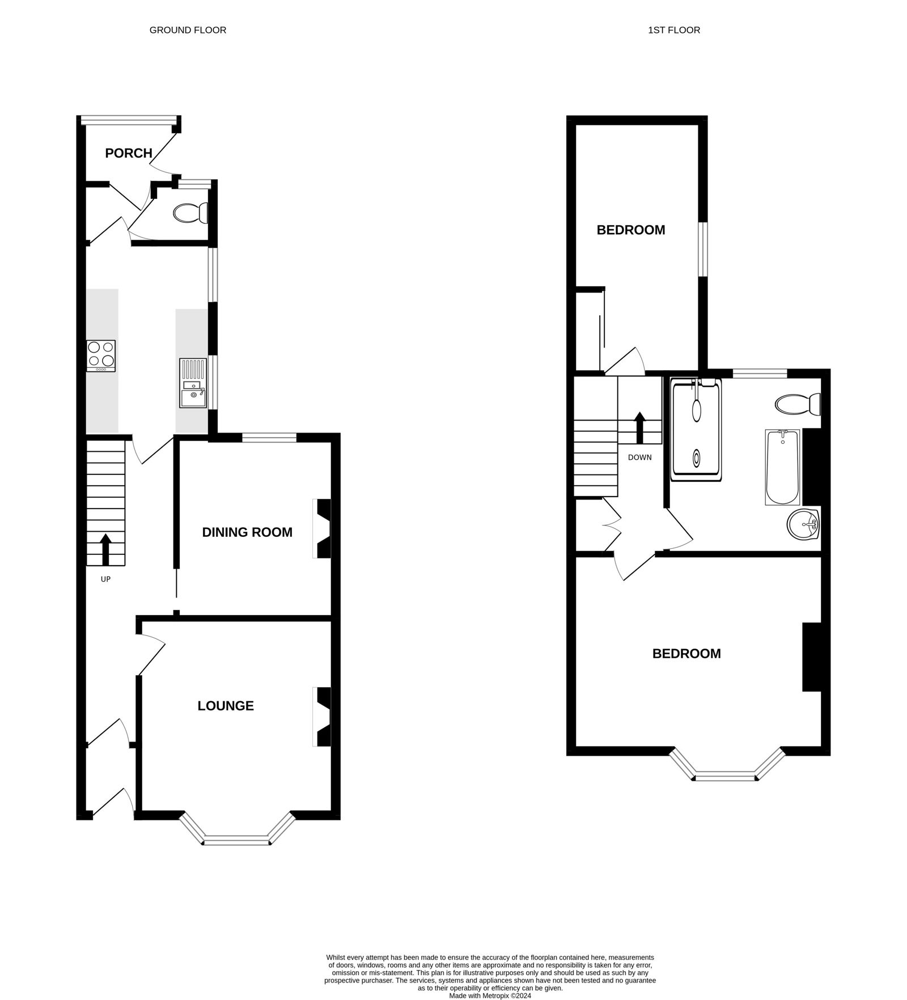 GROUND FLOOR
1ST FLOOR
PORCH
BEDROOM
DOWN
DINING ROOM
UP
BEDROOM
LOUNGE
Whilst every attempt has been made to ensure the accuracy of the floorplan contained here, measurements
of doors, windows, rooms and any other items are approximate and no responsibility is taken for any error,
omission or mis-statement. This plan is for illustrative purposes only and should be used as such by any
prospective purchaser. The services, systems and appliances shown have not been tested and no guarantee
as to their operability or efficiency can be given.
Made with Metropix ©2024